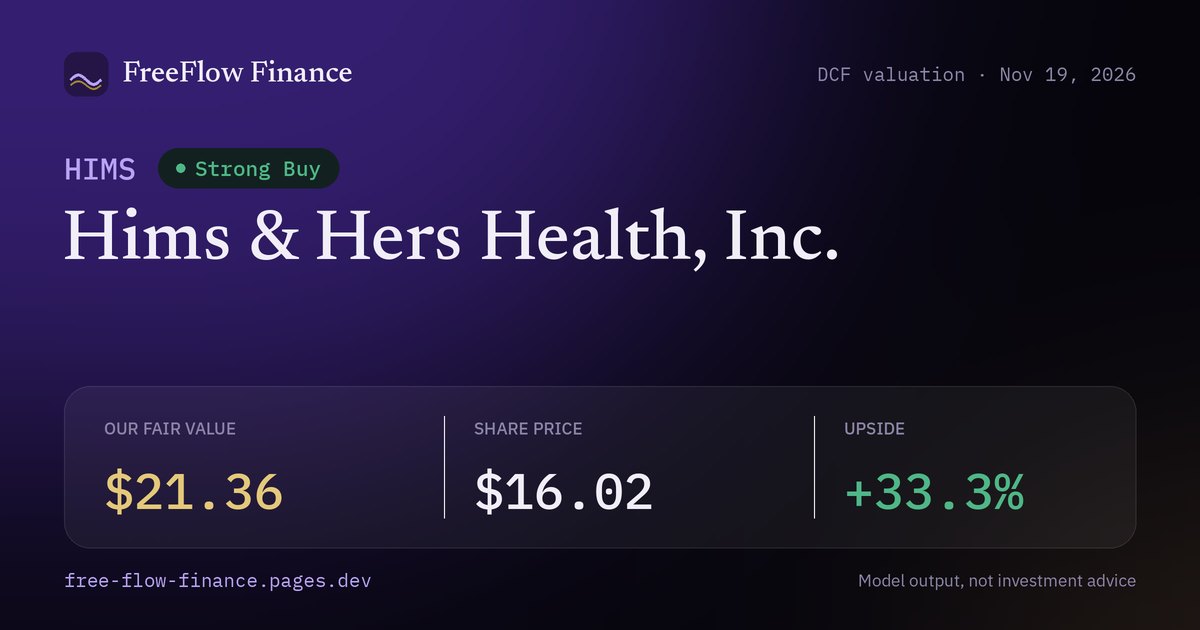 FreeFlow Finance
DCF valuation · Nov 19, 2026
HIMS
Strong Buy
Hims & Hers Health, Inc.
OUR FAIR VALUE
$21.36
SHARE PRICE
$16.02
UPSIDE
+33.3%
free-flow-finance.pages.dev
Model output, not investment advice